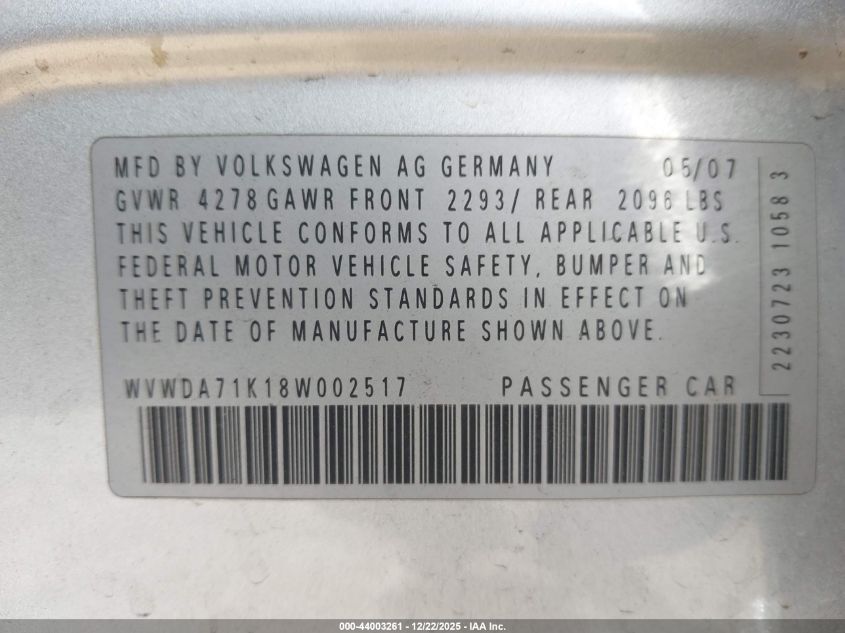 MFD BY VOLKSWAGEN AG GERMANY 05/07
GVWR 4278 GAWR FRONT 2293/ REAR 2096 LBS
THIS VEHICLE CONFORMS TO ALL APPLICABLE U.S.
FEDERAL MOTOR VEHICLE SAFETY, BUMPER AND
THEFT PREVENTION STANDARDS IN EFFECT ON
THE DATE OF MANUFACTURE SHOWN ABOVE.
WVWDA71K18W002517 PASSENGER CAR
2230723 1058 3
000-44003261 - 12/22/2025 - IAA Inc.